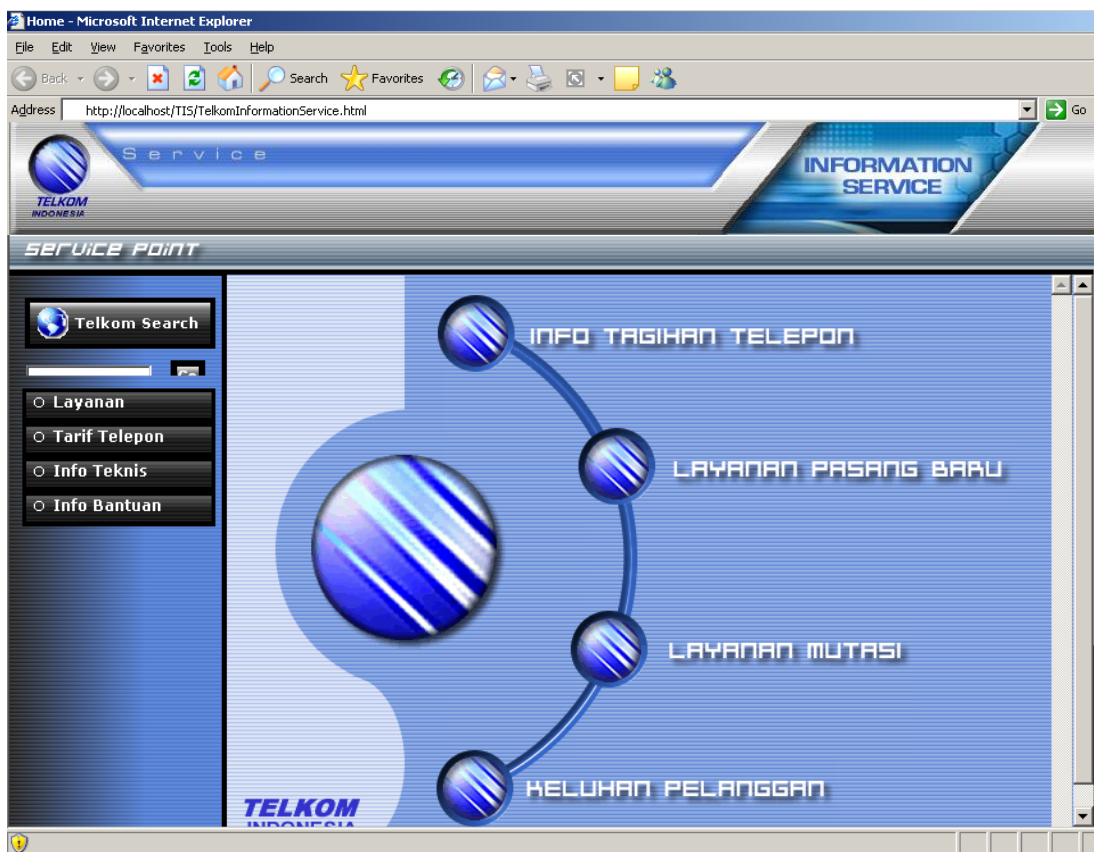 Home - Microsoft Internet Explorer
File Edit View Favorites Tools Help
Back Search Favorites
Address http://localhost/TIS/TelkomInformationService.html Go
Service
INFORMATION
SERVICE
TELKOM
INDONESIA
SERVICE POINT
Telkom Search
Layanan
Tarif Telepon
Info Teknis
Info Bantuan
INFO TAGIHAN TELEPON
LAYANAN PASANG BARU
LAYANAN MUTASI
KELUHAN PELANGGAN
TELKOM
INDONESIA